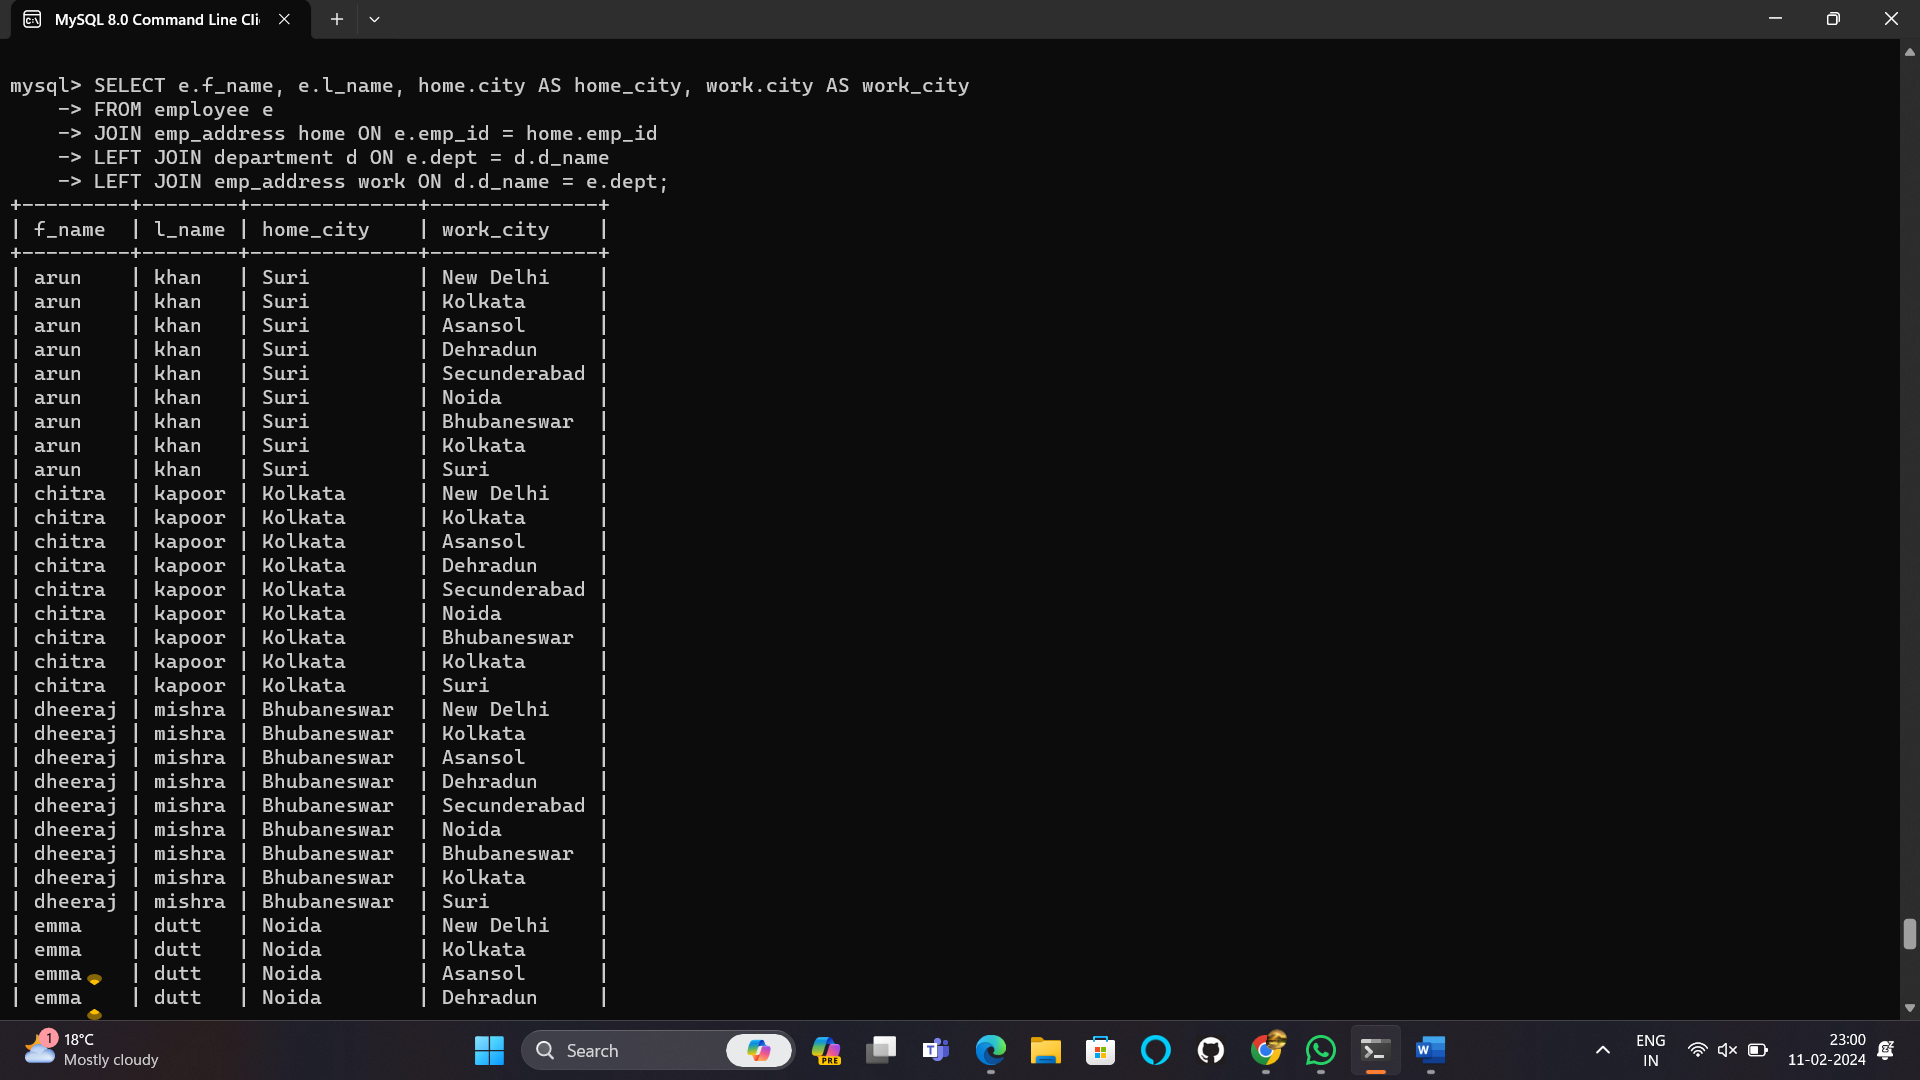 MySQL 8.0 Command Line Cli
mysql> SELECT e.f_name, e.l_name, home.city AS home_city, work.city AS work_city
    -> FROM employee e
    -> JOIN emp_address home ON e.emp_id = home.emp_id
    -> LEFT JOIN department d ON e.dept = d.d_name
    -> LEFT JOIN emp_address work ON d.d_name = e.dept;
+---------+--------+--------------+--------------+
| f_name  | l_name | home_city    | work_city    |
+---------+--------+--------------+--------------+
| arun    | khan   | Suri         | New Delhi    |
| arun    | khan   | Suri         | Kolkata      |
| arun    | khan   | Suri         | Asansol      |
| arun    | khan   | Suri         | Dehradun     |
| arun    | khan   | Suri         | Secunderabad |
| arun    | khan   | Suri         | Noida        |
| arun    | khan   | Suri         | Bhubaneswar  |
| arun    | khan   | Suri         | Kolkata      |
| arun    | khan   | Suri         | Suri         |
| chitra  | kapoor | Kolkata      | New Delhi    |
| chitra  | kapoor | Kolkata      | Kolkata      |
| chitra  | kapoor | Kolkata      | Asansol      |
| chitra  | kapoor | Kolkata      | Dehradun     |
| chitra  | kapoor | Kolkata      | Secunderabad |
| chitra  | kapoor | Kolkata      | Noida        |
| chitra  | kapoor | Kolkata      | Bhubaneswar  |
| chitra  | kapoor | Kolkata      | Kolkata      |
| chitra  | kapoor | Kolkata      | Suri         |
| dheeraj | mishra | Bhubaneswar  | New Delhi    |
| dheeraj | mishra | Bhubaneswar  | Kolkata      |
| dheeraj | mishra | Bhubaneswar  | Asansol      |
| dheeraj | mishra | Bhubaneswar  | Dehradun     |
| dheeraj | mishra | Bhubaneswar  | Secunderabad |
| dheeraj | mishra | Bhubaneswar  | Noida        |
| dheeraj | mishra | Bhubaneswar  | Bhubaneswar  |
| dheeraj | mishra | Bhubaneswar  | Kolkata      |
| dheeraj | mishra | Bhubaneswar  | Suri         |
| emma    | dutt   | Noida        | New Delhi    |
| emma    | dutt   | Noida        | Kolkata      |
| emma    | dutt   | Noida        | Asansol      |
| emma    | dutt   | Noida        | Dehradun     |
1
18°C
Mostly cloudy
Search
PRE
T
W
ENG
IN
23:00
11-02-2024